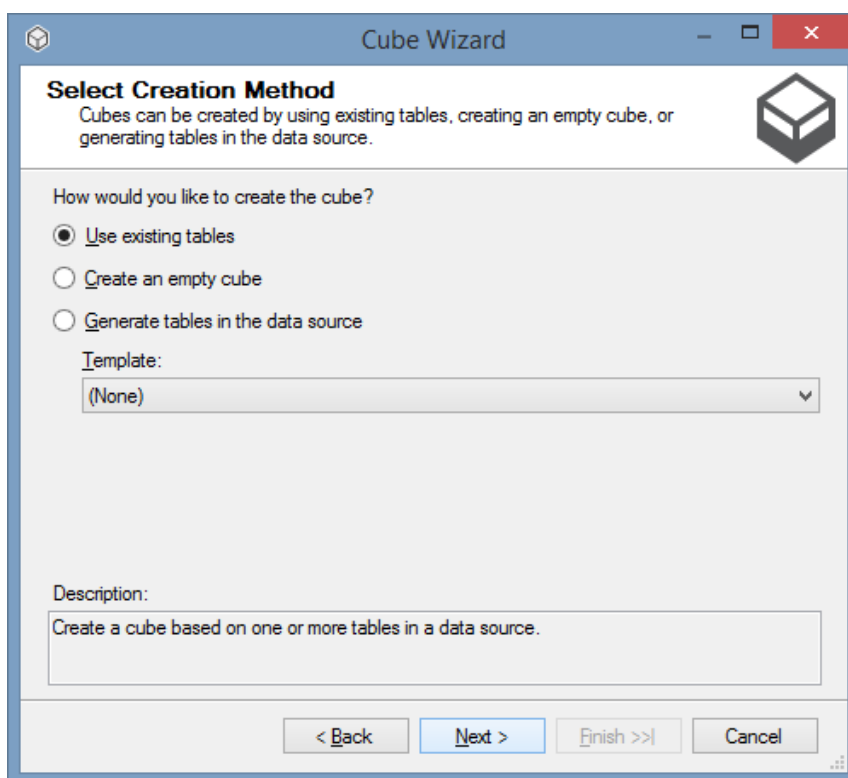 Cube Wizard
Select Creation Method
Cubes can be created by using existing tables, creating an empty cube, or
generating tables in the data source.
How would you like to create the cube?
Use existing tables
Create an empty cube
Generate tables in the data source
Template:
(None)
Description:
Create a cube based on one or more tables in a data source.
< Back Next > Finish >>| Cancel